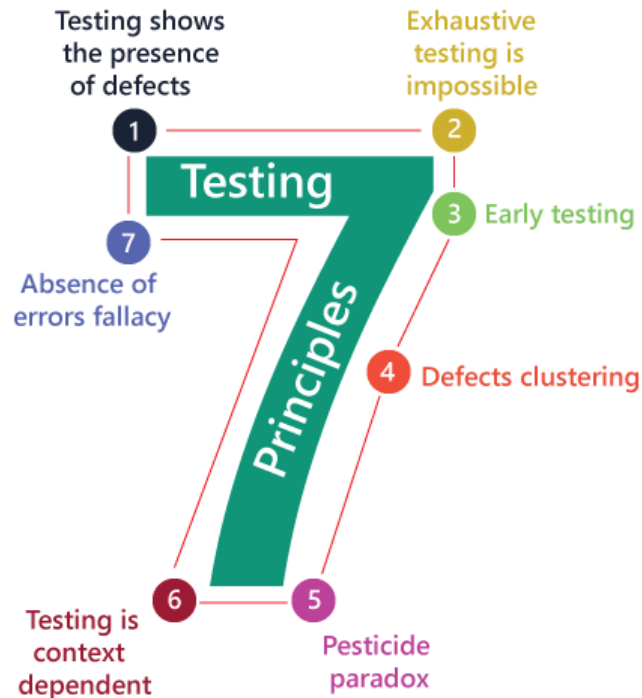 Testing shows
the presence
of defects
1
Exhaustive
testing is
impossible
2
Testing
3
Early testing
7
Absence of
errors fallacy
Principles
4
Defects clustering
6
Testing is
context
dependent
5
Pesticide
paradox